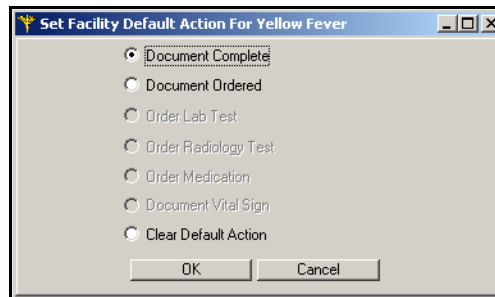 Set Facility Default Action For Yellow Fever
Document Complete
Document Ordered
Order Lab Test
Order Radiology Test
Order Medication
Document Vital Sign
Clear Default Action
OK Cancel